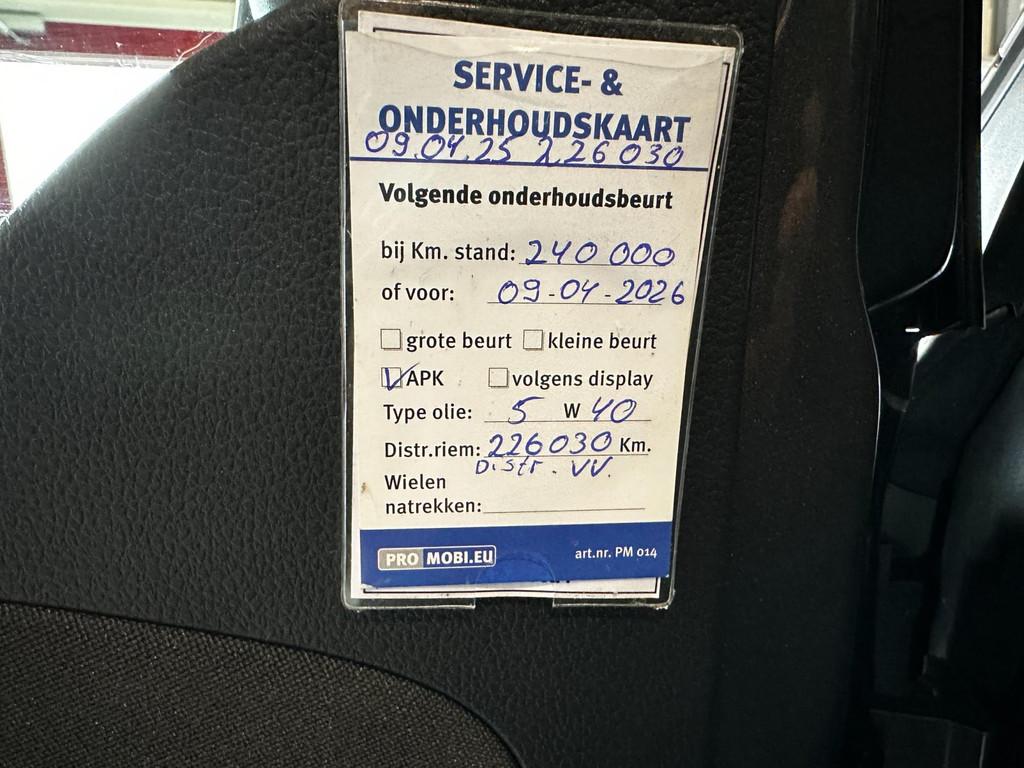 SERVICE- &
ONDERHOUDSKAART
09.04.25 226030
Volgende onderhoudsbeurt
bij Km. stand: 240 000
of voor: 09-04-2026
grote beurt kleine beurt
APK volgens display
Type olie: 5 W 40
Distr.riem: 226030 Km.
Distr. VV.
Wielen
natrekken:
PRO MOBI.EU art.nr. PM 014